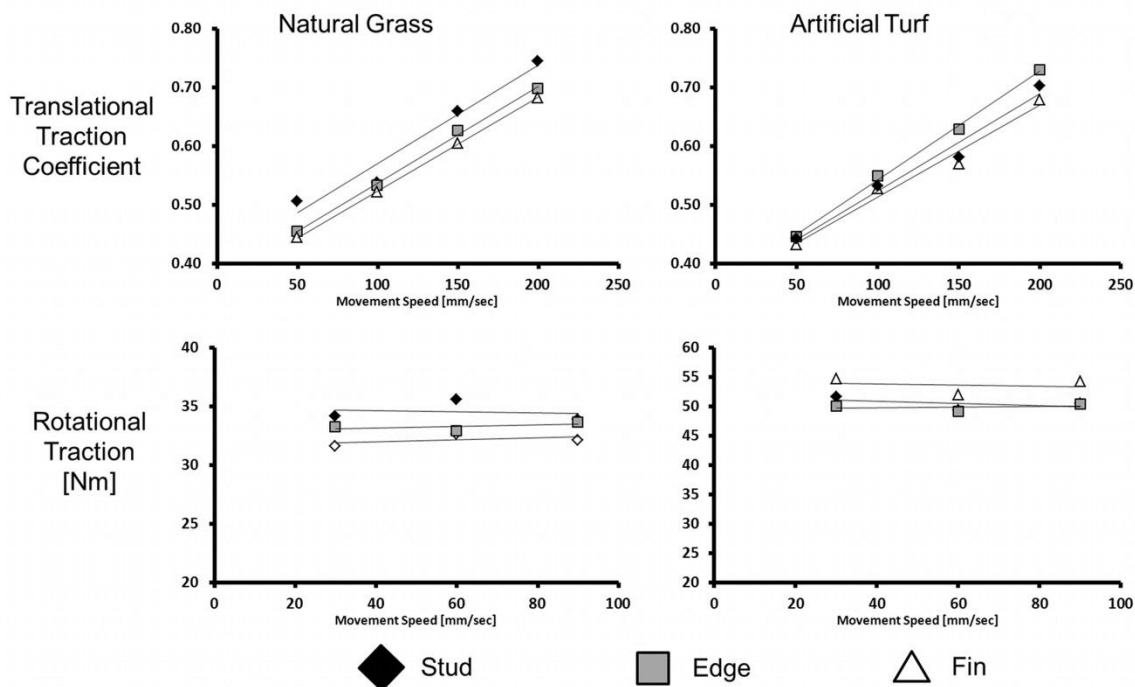 Natural Grass
Artificial Turf
Translational
Traction
Coefficient
0.80
0.70
0.60
0.50
0.40
0 50 100 150 200 250
Movement Speed [mm/sec]
0.80
0.70
0.60
0.50
0.40
0 50 100 150 200 250
Movement Speed [mm/sec]
Rotational
Traction
[Nm]
40
35
30
25
20
0 20 40 60 80 100
Movement Speed [mm/sec]
60
55
50
45
40
35
30
25
20
0 20 40 60 80 100
Movement Speed [mm/sec]
Stud
Edge
Fin